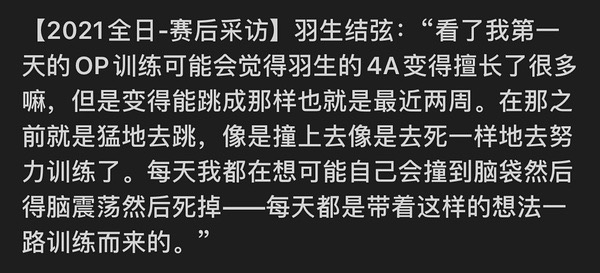 【2021全日-赛后采访】羽生结弦：“看了我第一
天的OP训练可能会觉得羽生的4A变得擅长了很多
嘛，但是变得能跳成那样也就是最近两周。在那之
前就是猛地去跳，像是撞上去像是去死一样地去努
力训练了。每天我都在想可能自己会撞到脑袋然后
得脑震荡然后死掉——每天都是带着这样的想法一
路训练而来的。”